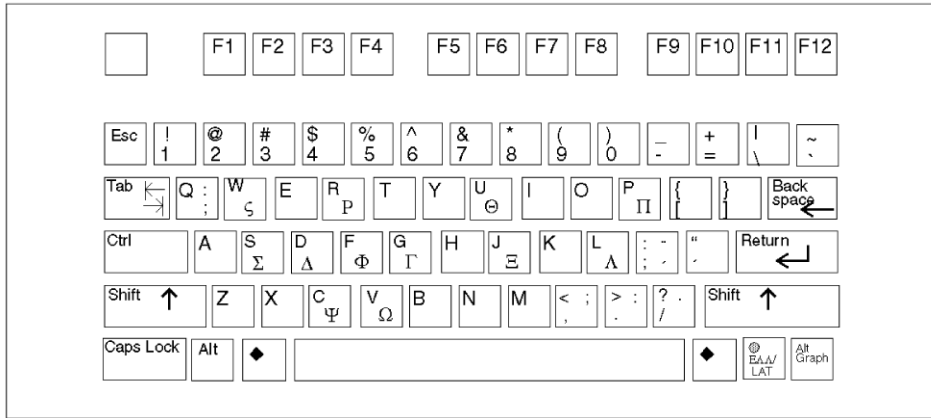 F1 F2 F3 F4 F5 F6 F7 F8 F9 F10 F11 F12
Esc ! @ # $ % ^ & * ( ) _ + | ~
1 2 3 4 5 6 7 8 9 0 - = \ `
Tab Q : W E R T Y U I O P { } Back
; ς Ρ Θ Π [ ] space
Ctrl A S D F G H J K L : “ Return
Σ Δ Φ Γ Ξ Λ ; ´
Shift Z X C V B N M < ; > : ? . Shift
Ψ Ω , . /
Caps Lock Alt ΕΛΛ/ Alt
LAT Graph